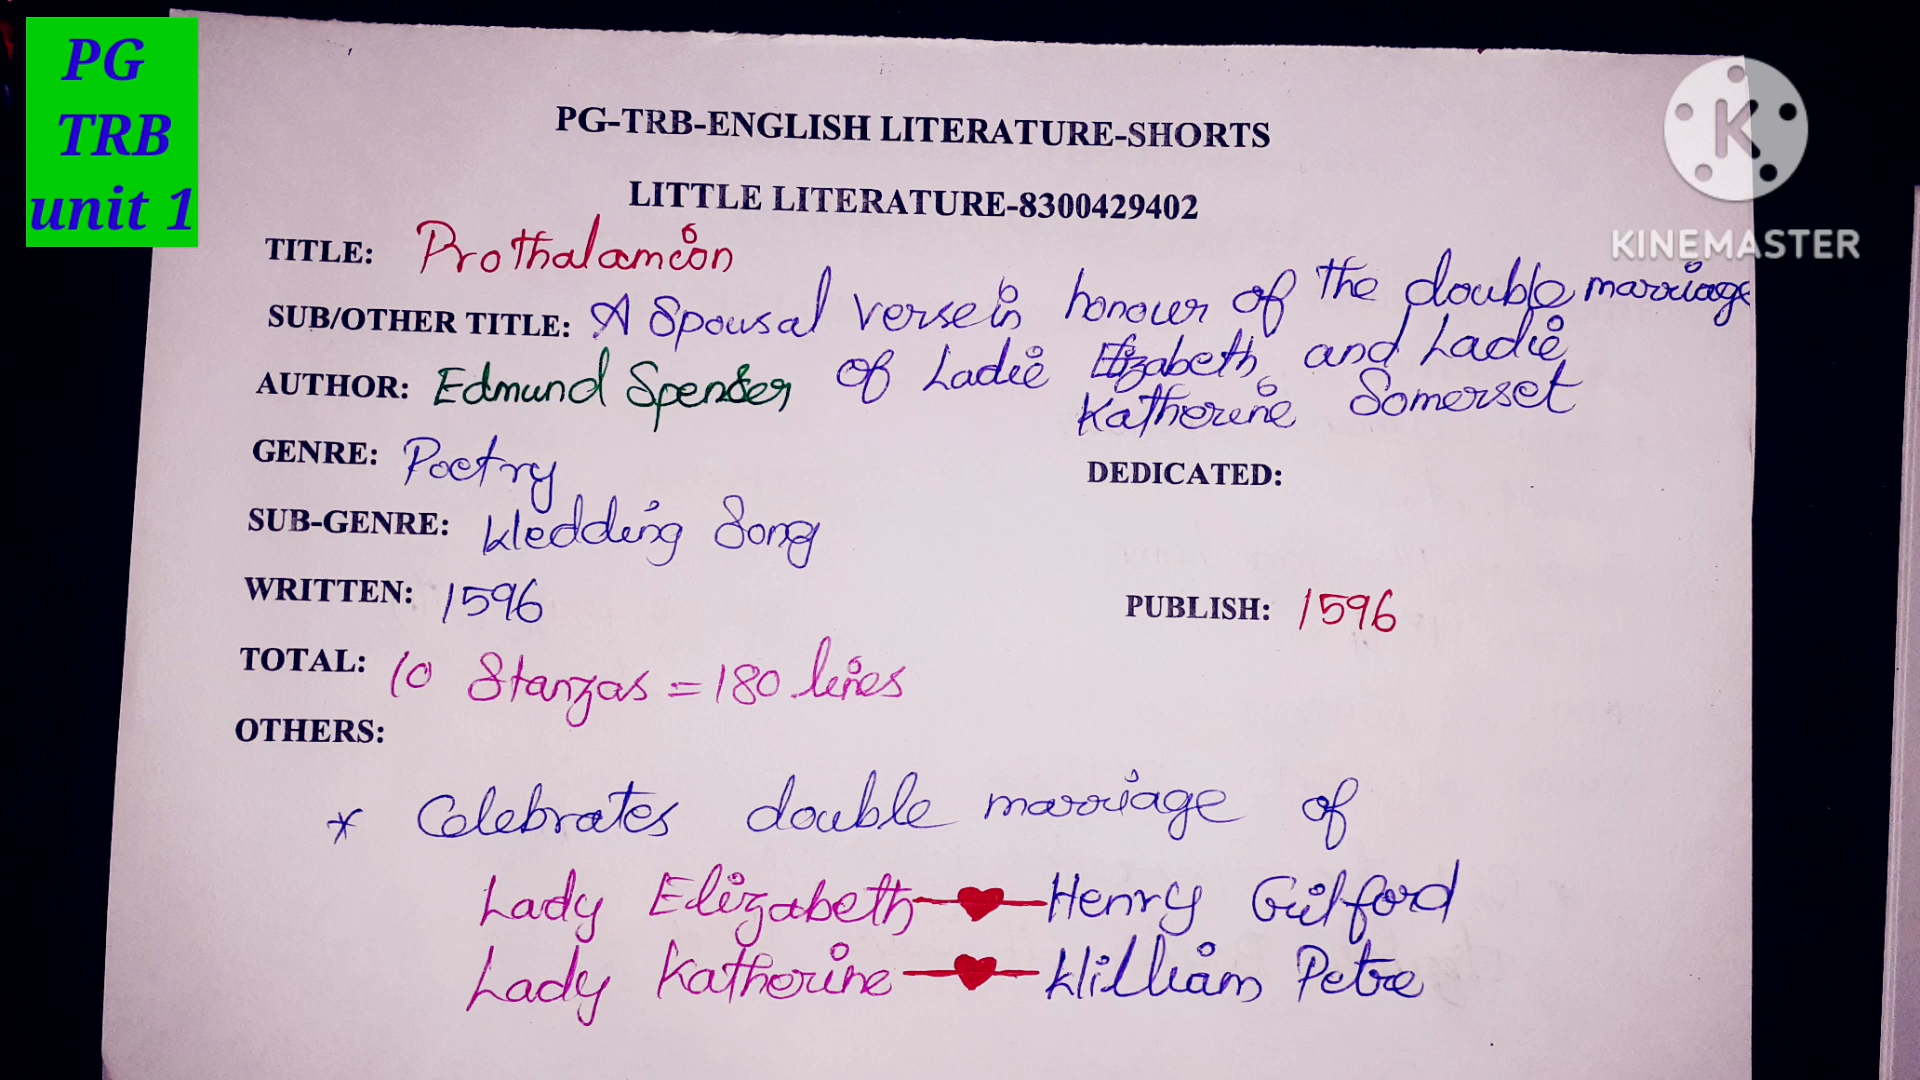 PG
TRB
unit 1
PG-TRB-ENGLISH LITERATURE-SHORTS
LITTLE LITERATURE-8300429402
KINEMASTER
TITLE: Prothalamion
SUB/OTHER TITLE: A Spousal verse in honour of the double marriage
of Ladie Elizabeth and Ladie
Katherine Somerset
AUTHOR: Edmund Spenser
GENRE: Poetry
DEDICATED:
SUB-GENRE: Wedding Song
WRITTEN: 1596
PUBLISH: 1596
TOTAL: 10 Stanzas = 180 lines
OTHERS:
* Celebrates double marriage of
Lady Elizabeth Henry Gilford
Lady Katherine William Petre